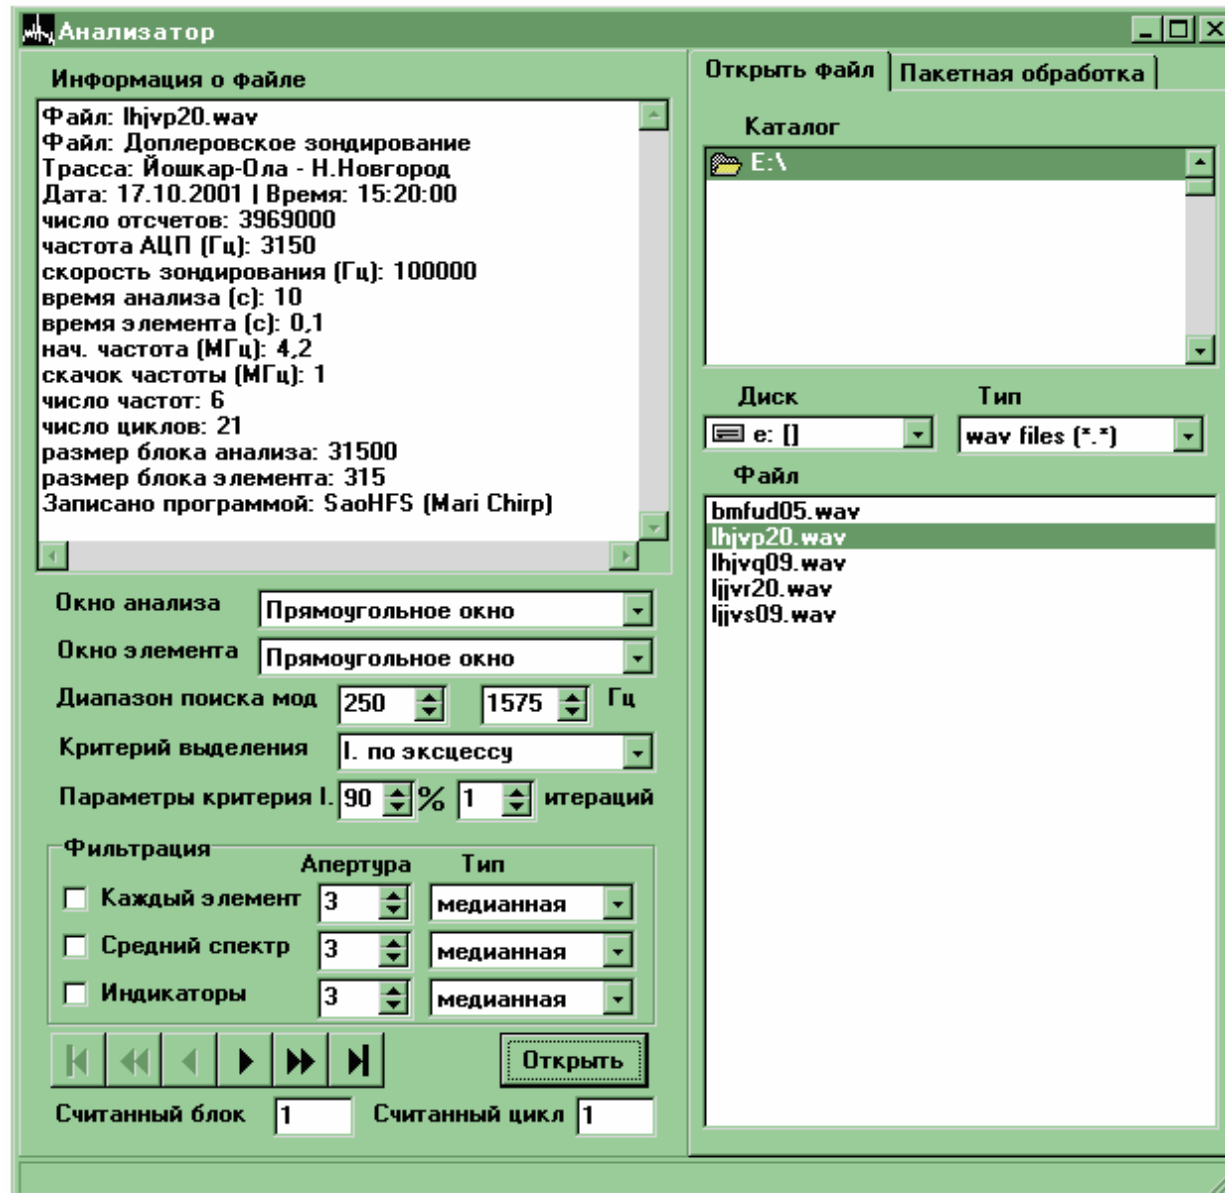 Анализатор
Информация о файле
Файл: lhjvp20.wav
Файл: Доплеровское зондирование
Трасса: Йошкар-Ола - Н.Новгород
Дата: 17.10.2001 | Время: 15:20:00
число отсчетов: 3969000
частота АЦП (Гц): 3150
скорость зондирования (Гц): 100000
время анализа (с): 10
время элемента (с): 0,1
нач. частота (МГц): 4,2
скачок частоты (МГц): 1
число частот: 6
число циклов: 21
размер блока анализа: 31500
размер блока элемента: 315
Записано программой: SaoHFS (Mari Chirp)
Окно анализа Прямоугольное окно
Окно элемента Прямоугольное окно
Диапазон поиска мод 250 1575 Гц
Критерий выделения I. по эксцессу
Параметры критерия I. 90 % 1 итераций
Фильтрация
Апертура Тип
Каждый элемент 3 медианная
Средний спектр 3 медианная
Индикаторы 3 медианная
Открыть
Считанный блок 1 Считанный цикл 1
Открыть файл Пакетная обработка
Каталог
E:\
Диск Тип
e: [] wav files (*.*)
Файл
bmfud05.wav
lhjvp20.wav
lhjvq09.wav
ljjvr20.wav
ljjvs09.wav